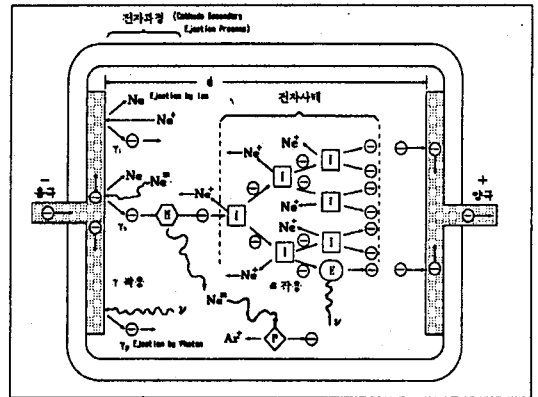 전자과정 (Cathode Secondary
Ejection Process)
d
Ne Ejection by Ion
전자사태
Ne⁺
γᵢ ⊖
Ne⁺ I ⊖
Ne
Neᵐ
Ne⁺
I
I
−
음극
+
양극
⊖
γₘ ⊖ M ⊖ I
Ne⁺
I
γ 작용
Ne⁺
I
I
Ne⁺
α 작용
E
Neᵐ
ν
ν
Ar⁺ P ⊖
γₚ Ejection by Photon
⊖